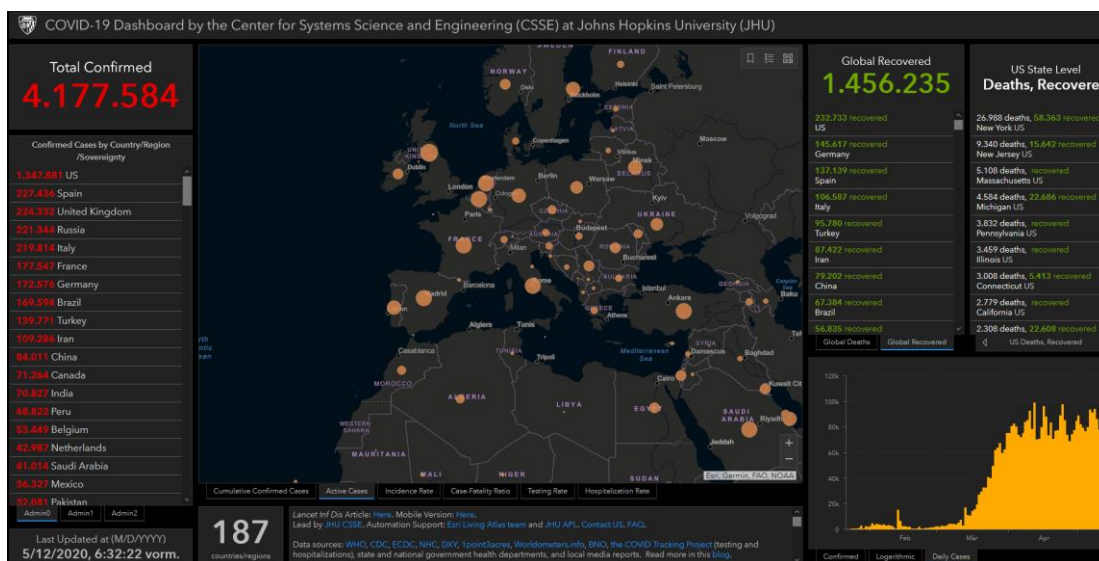 COVID-19 Dashboard by the Center for Systems Science and Engineering (CSSE) at Johns Hopkins University (JHU)
Total Confirmed
4.177.584
Confirmed Cases by Country/Region
/Sovereignty
1.347.881 US
227.436 Spain
224.332 United Kingdom
221.344 Russia
219.814 Italy
177.547 France
172.576 Germany
169.594 Brazil
139.771 Turkey
109.286 Iran
84.011 China
71.264 Canada
70.827 India
68.822 Peru
53.449 Belgium
42.987 Netherlands
41.014 Saudi Arabia
36.327 Mexico
32.081 Pakistan
Admin0 Admin1 Admin2
Last Updated at (M/D/YYYY)
5/12/2020, 6:32:22 vorm.
FINLAND
NORWAY
Oslo
Helsinki
Saint Petersburg
Stockholm
ESTONIA
LATVIA
North Sea
Moscow
Copenhagen
Vilnius
Minsk
BELARUS
Dublin
London
Berlin
Warsaw
Cologne
Kyiv
Paris
UKRAINE
Volgograd
Budapest
FRANCE
AUSTRIA
Milan
ROMANIA
Bucharest
BULGARIA
Barcelona
Rome
Madrid
Istanbul
GEORGIA
Caspian
Sea
Baku
Ankara
GREECE
Athens
Algiers
Tunis
SYRIA
Damascus
Baghdad
Casablanca
TUNISIA
Tripoli
Mediterranean
Sea
Cairo
Kuwait Cit
MOROCCO
ALGERIA
LIBYA
EGYPT
WESTERN
SAHARA
SAUDI
ARABIA
Riyadh
Jeddah
MAURITANIA
MALI
NIGER
SUDAN
Esri, Garmin, FAO, NOAA
Cumulative Confirmed Cases Active Cases Incidence Rate Case-Fatality Ratio Testing Rate Hospitalization Rate
187
countries/regions
Lancet Inf Dis Article: Here. Mobile Version: Here.
Lead by JHU CSSE. Automation Support: Esri Living Atlas team and JHU APL. Contact US. FAQ.
Data sources: WHO, CDC, ECDC, NHC, DXY, 1point3acres, Worldometers.info, BNO, the COVID Tracking Project (testing and
hospitalizations), state and national government health departments, and local media reports. Read more in this blog.
Global Recovered
1.456.235
232.733 recovered
US
145.617 recovered
Germany
137.139 recovered
Spain
106.587 recovered
Italy
95.780 recovered
Turkey
87.422 recovered
Iran
79.202 recovered
China
67.384 recovered
Brazil
56.835 recovered
Global Deaths Global Recovered
US State Level
Deaths, Recovere
26.988 deaths, 58.363 recovered
New York US
9.340 deaths, 15.642 recovered
New Jersey US
5.108 deaths, recovered
Massachusetts US
4.584 deaths, 22.686 recovered
Michigan US
3.832 deaths, recovered
Pennsylvania US
3.459 deaths, recovered
Illinois US
3.008 deaths, 5.413 recovered
Connecticut US
2.779 deaths, recovered
California US
2.308 deaths, 22.608 recovered
US Deaths, Recovered
120k
100k
80k
60k
40k
20k
0
Feb Mär Apr
Confirmed Logarithmic Daily Cases